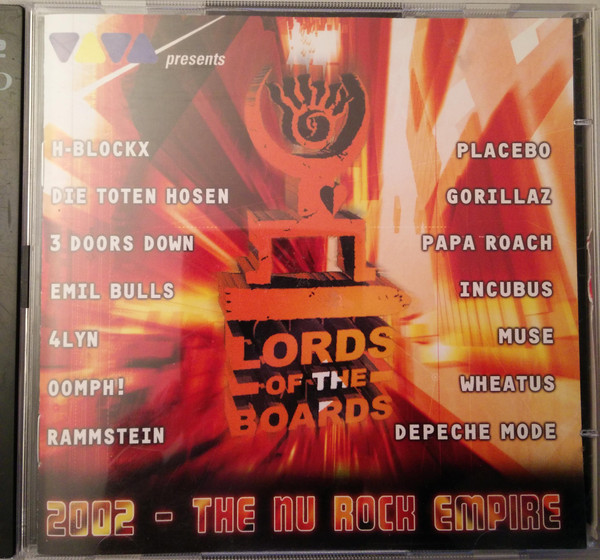 VIVA presents
H-BLOCKX
DIE TOTEN HOSEN
3 DOORS DOWN
EMIL BULLS
4LYN
OOMPH!
RAMMSTEIN
PLACEBO
GORILLAZ
PAPA ROACH
INCUBUS
MUSE
WHEATUS
DEPECHE MODE
LORDS
OF THE
BOARDS
2002 - THE NU ROCK EMPIRE